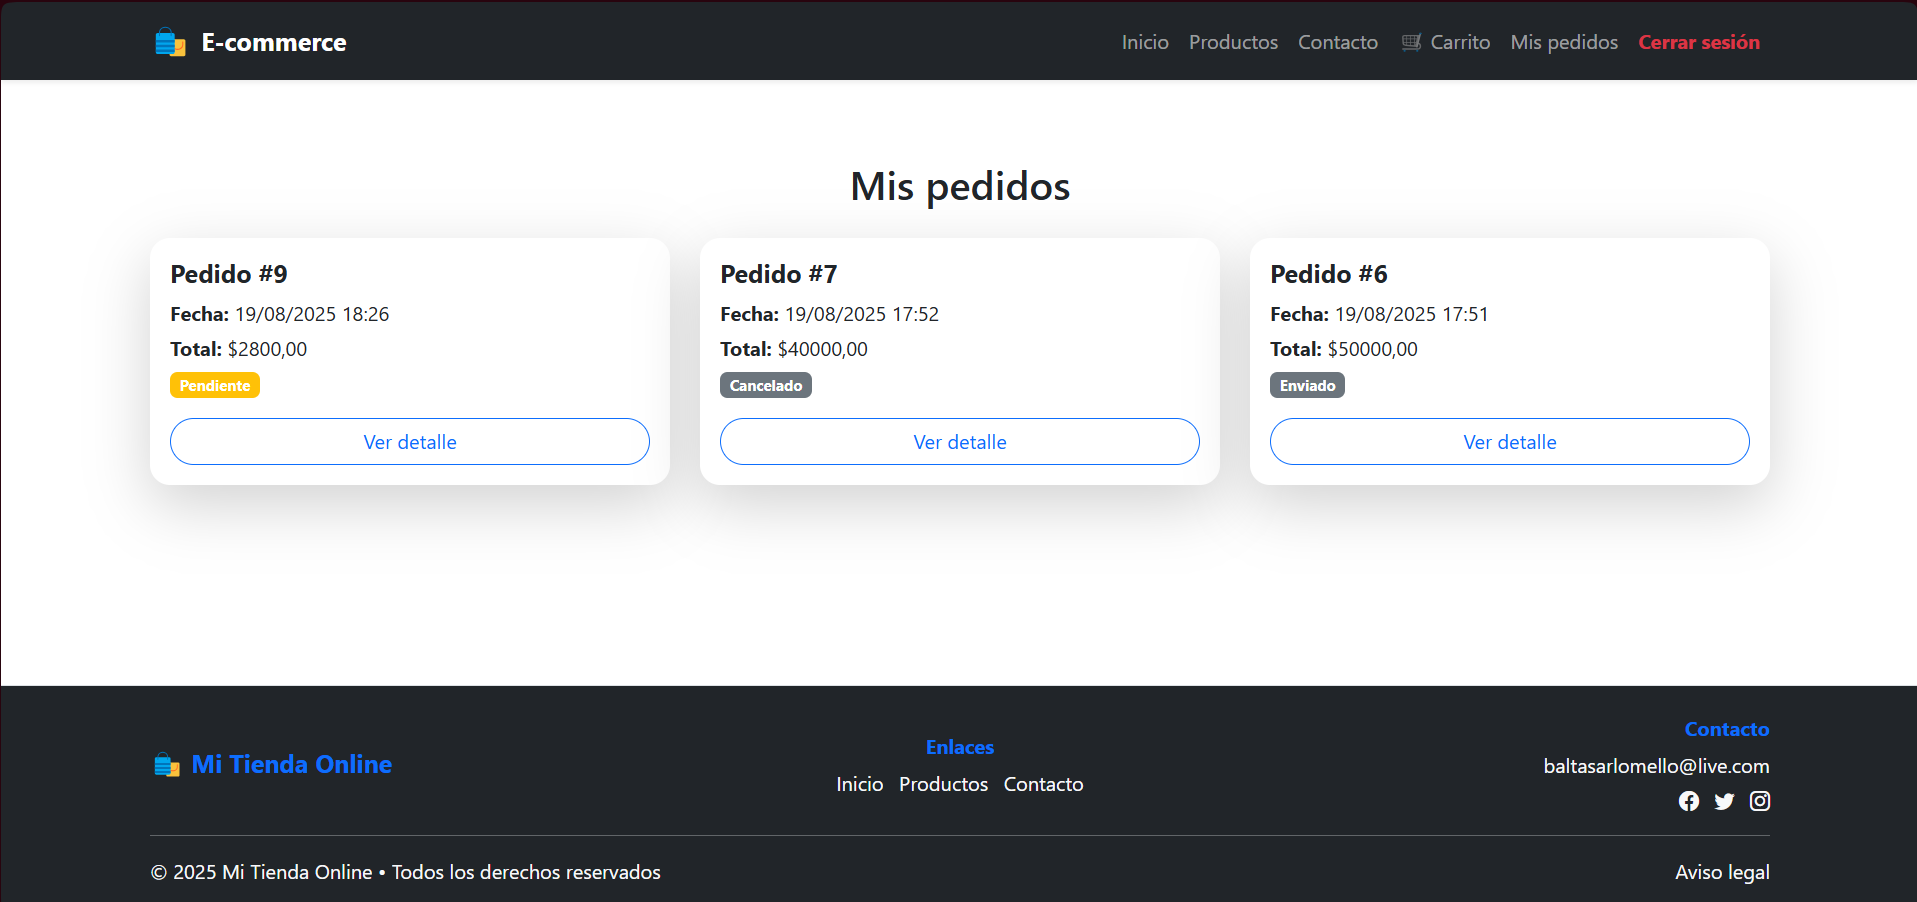 E-commerce
Inicio Productos Contacto Carrito Mis pedidos Cerrar sesión
Mis pedidos
Pedido #9
Fecha: 19/08/2025 18:26
Total: $2800,00
Pendiente
Ver detalle
Pedido #7
Fecha: 19/08/2025 17:52
Total: $40000,00
Cancelado
Ver detalle
Pedido #6
Fecha: 19/08/2025 17:51
Total: $50000,00
Enviado
Ver detalle
Mi Tienda Online
Enlaces
Inicio Productos Contacto
Contacto
baltasarlomello@live.com
© 2025 Mi Tienda Online • Todos los derechos reservados
Aviso legal